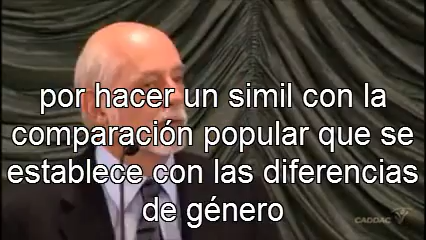 por hacer un simil con la
comparación popular que se
establece con las diferencias
de género
CADDAC